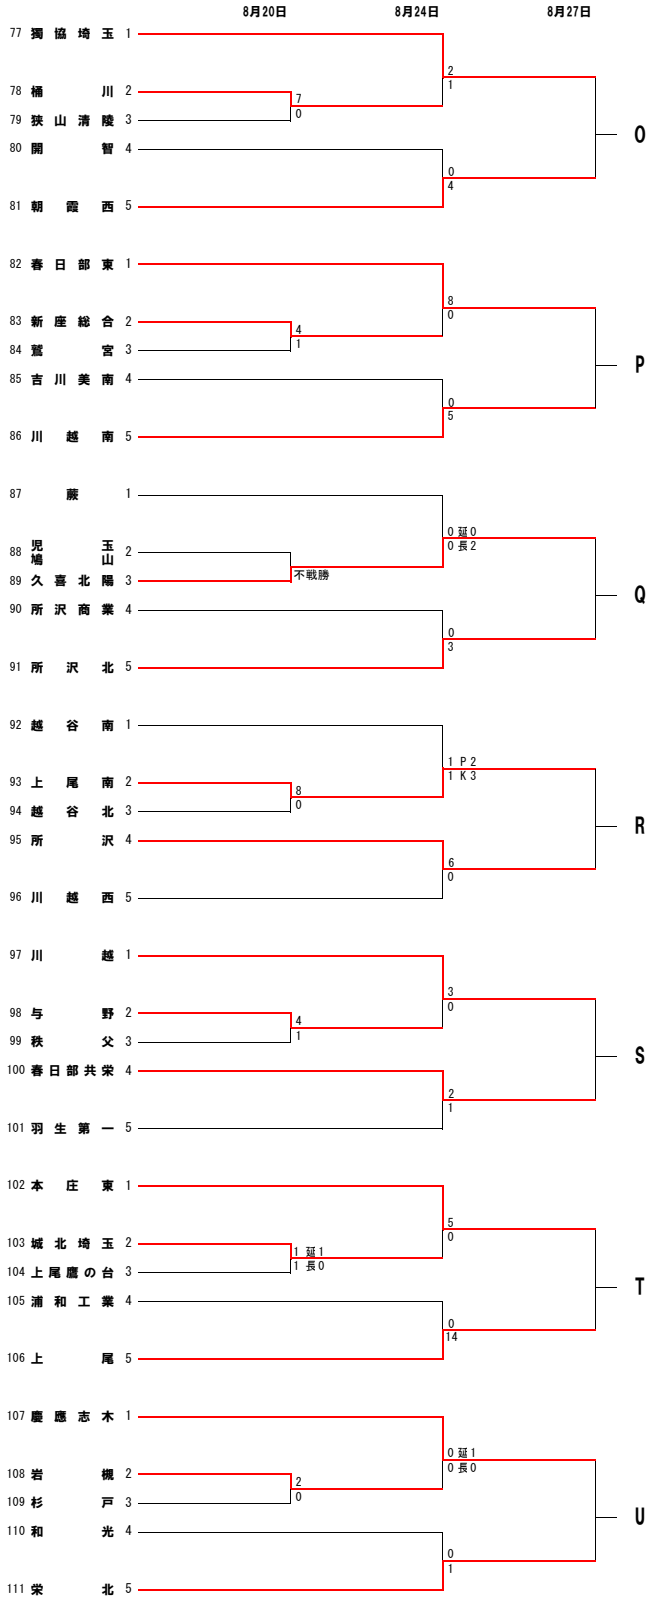 8月20日 8月24日 8月27日
77 獨協埼玉 1
2
78 桶川 2
7
1
0
79 狭山清陵 3
O
80 開智 4
0
4
81 朝霞西 5
82 春日部東 1
8
0
83 新座総合 2
4
1
84 鷲宮 3
P
85 吉川美南 4
0
5
86 川越南 5
87 蕨 1
0 延 0
0 長 2
88 児玉 2
鳩山
不戦勝
89 久喜北陽 3
Q
90 所沢商業 4
0
3
91 所沢北 5
92 越谷南 1
1 P 2
1 K 3
93 上尾南 2
8
0
94 越谷北 3
R
95 所沢 4
6
0
96 川越西 5
97 川越 1
3
0
98 与野 2
4
1
99 秩父 3
S
100 春日部共栄 4
2
1
101 羽生第一 5
102 本庄東 1
5
0
103 城北埼玉 2
1 延 1
1 長 0
104 上尾鷹の台 3
T
105 浦和工業 4
0
14
106 上尾 5
107 慶應志木 1
0 延 1
0 長 0
108 岩槻 2
2
0
109 杉戸 3
U
110 和光 4
0
1
111 栄北 5